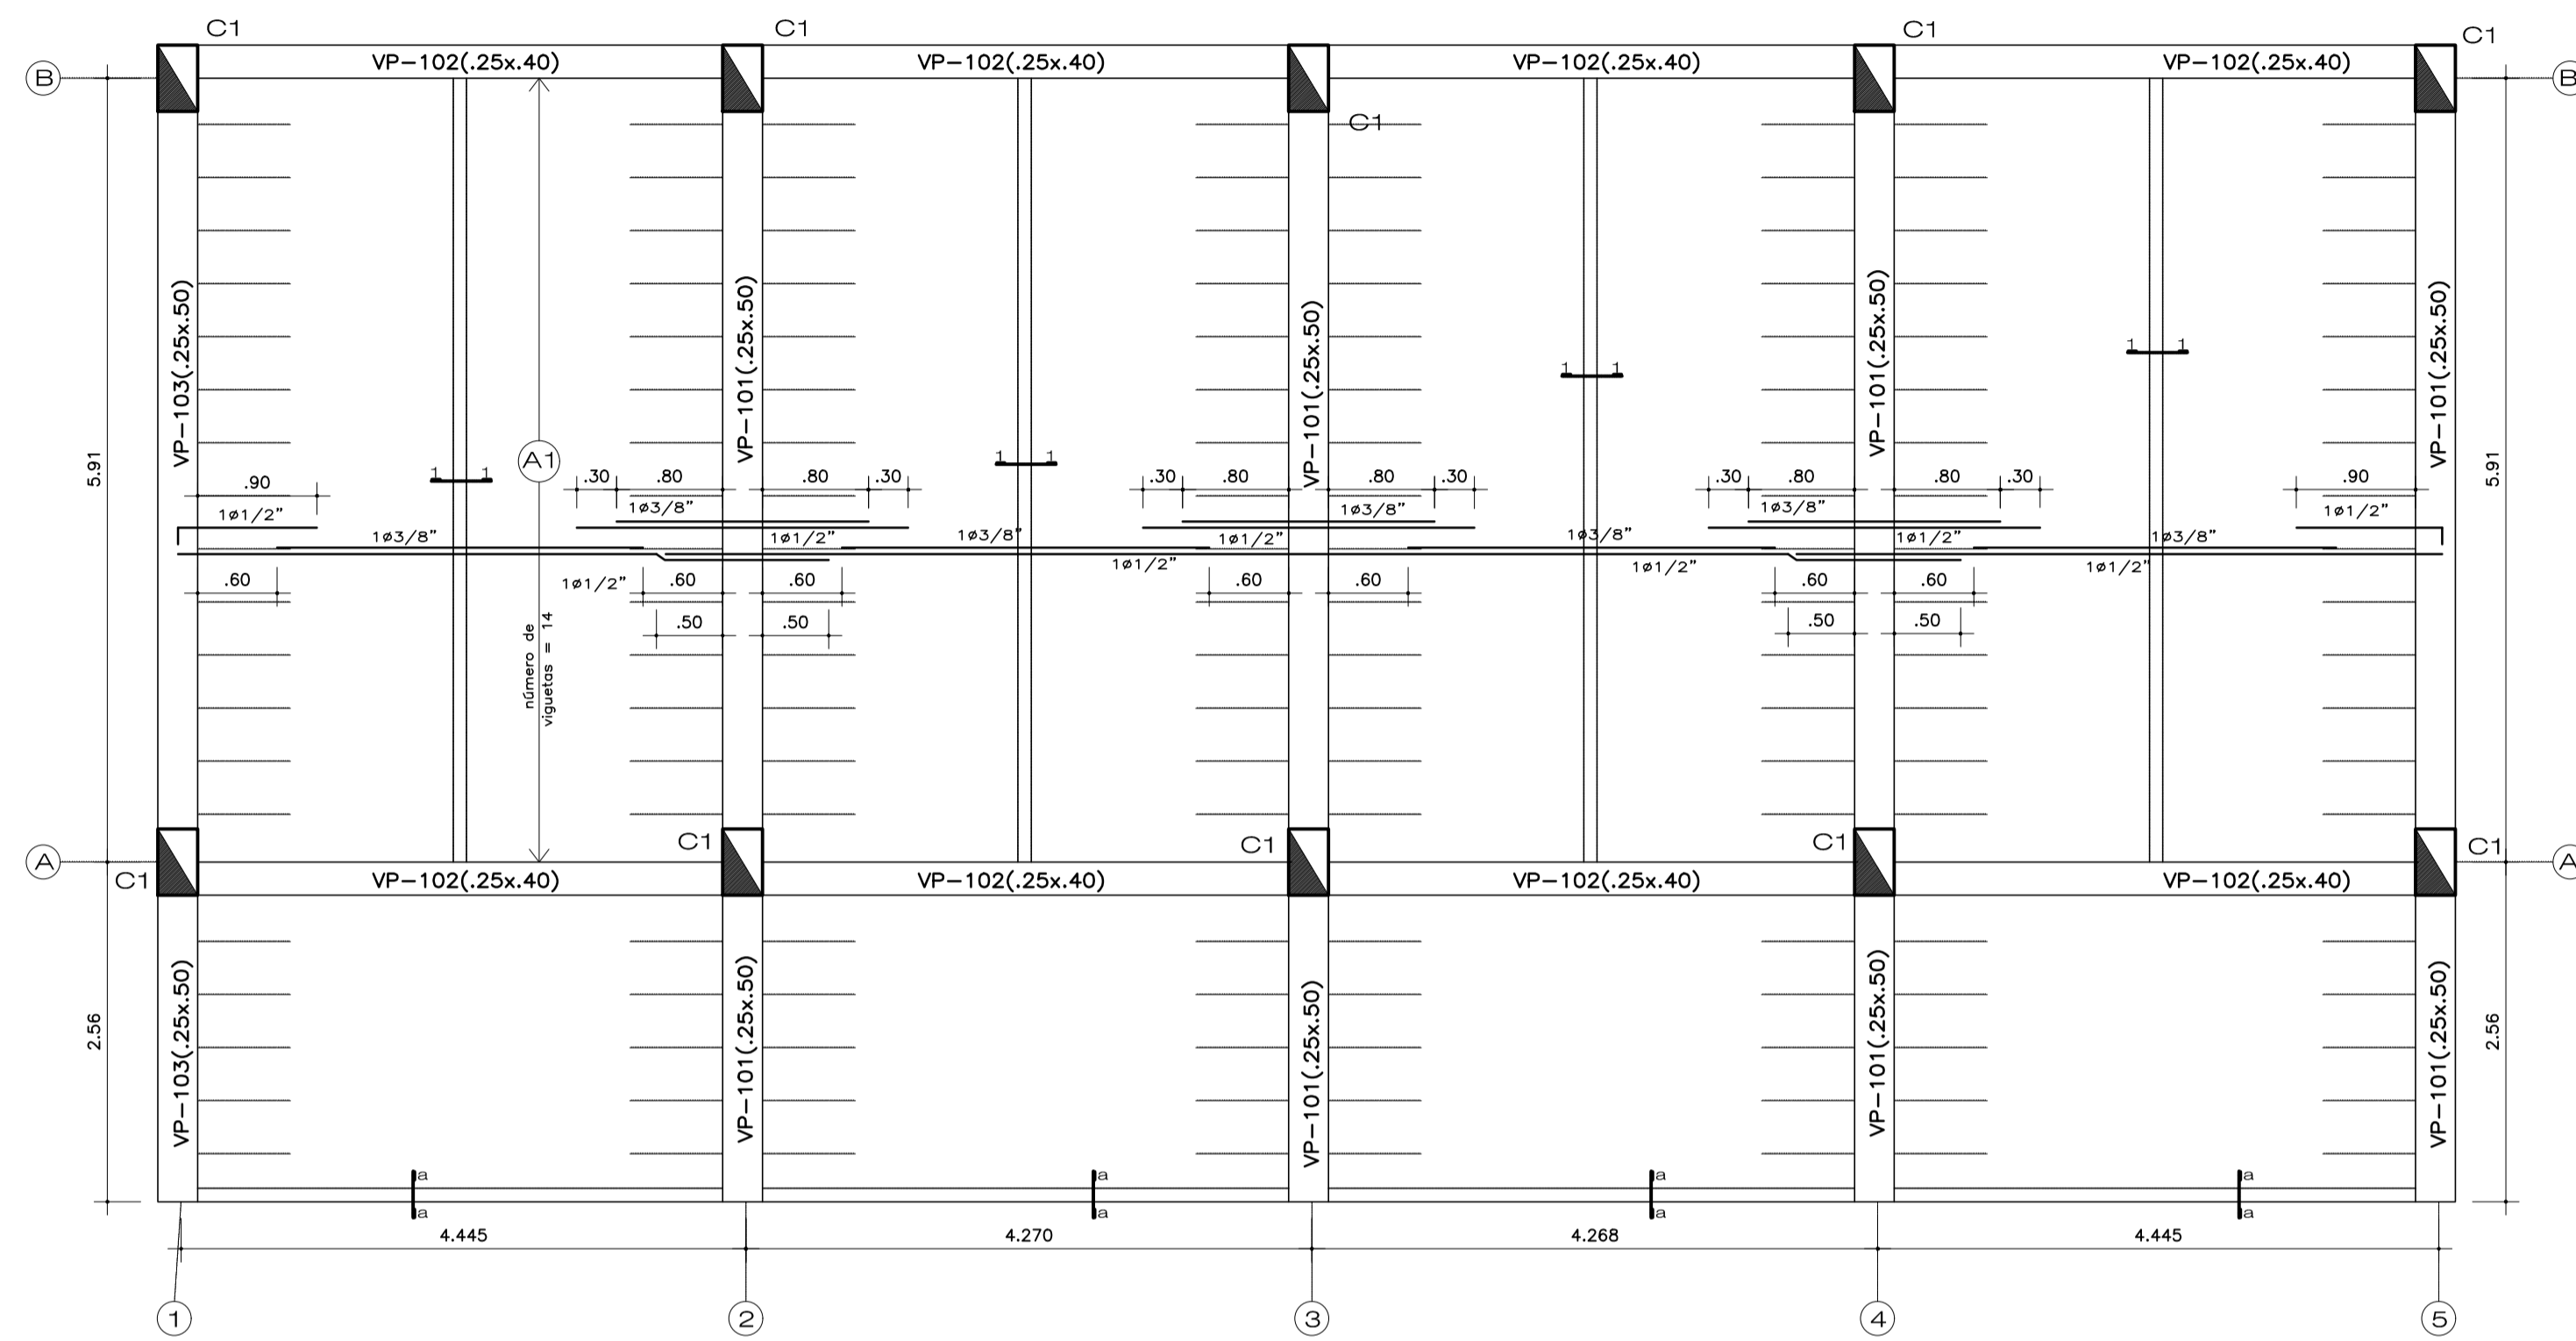 C1
C1
C1
C1
B
VP-102(.25x.40)
VP-102(.25x.40)
VP-102(.25x.40)
VP-102(.25x.40)
B
C1
VP-103(.25x.50)
VP-101(.25x.50)
VP-101(.25x.50)
VP-101(.25x.50)
VP-101(.25x.50)
1 1
1 1
1 1
1 1
A1
5.91
5.91
.90
.30
.80
.80
.30
.30
.80
.80
.30
.30
.80
.80
.30
.90
1ø1/2”
1ø3/8”
1ø3/8”
1ø3/8”
1ø1/2”
1ø3/8”
1ø1/2”
1ø3/8”
1ø1/2”
1ø3/8”
1ø1/2”
1ø3/8”
1ø1/2”
1ø1/2”
1ø1/2”
1ø1/2”
.60
.60
.60
.60
.60
.60
.60
.50
.50
.50
.50
número de
viguetas = 14
C1
C1
C1
C1
C1
A
VP-102(.25x.40)
VP-102(.25x.40)
VP-102(.25x.40)
VP-102(.25x.40)
A
2.56
VP-103(.25x.50)
VP-101(.25x.50)
VP-101(.25x.50)
VP-101(.25x.50)
VP-101(.25x.50)
2.56
a
a
a
a
a
a
a
a
4.445
4.270
4.268
4.445
1
2
3
4
5